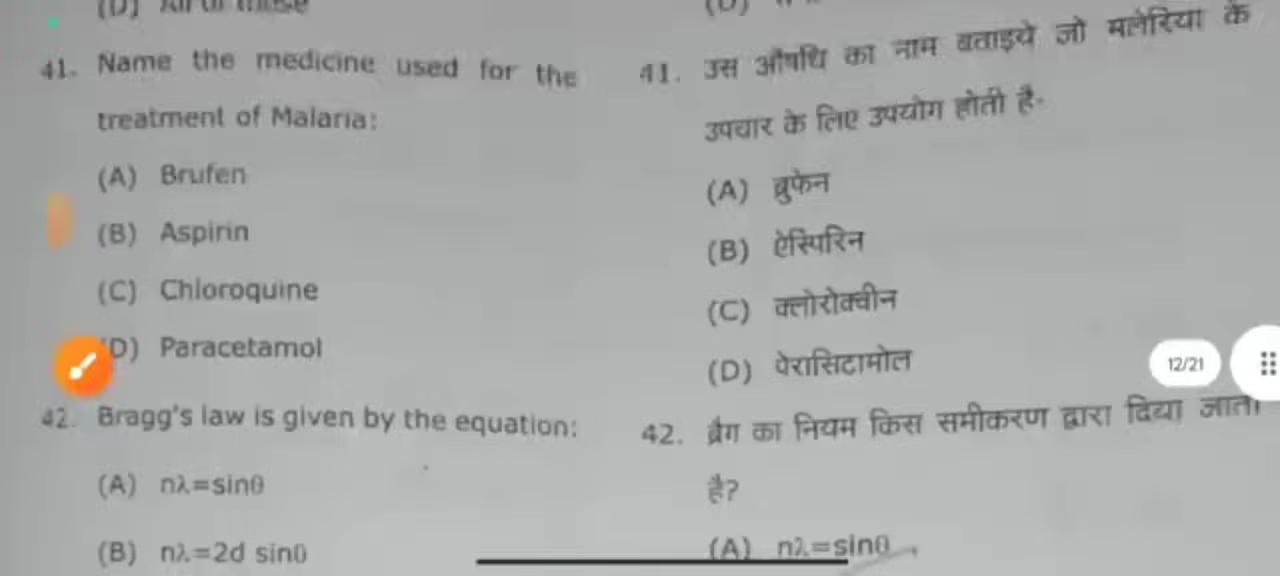 41. Name the medicine used for the
treatment of Malaria:
(A) Brufen
(B) Aspirin
(C) Chloroquine
(D) Paracetamol
42. Bragg's law is given by the equation:
(A) nλ=sinθ
(B) nλ=2d sinθ
41. उस औषधि का नाम बताइये जो मलेरिया के
उपचार के लिए उपयोग होती है-
(A) ब्रुफेन
(B) ऐस्पिरिन
(C) क्लोरोक्वीन
(D) पेरासिटामोल
42. ब्रैग का नियम किस समीकरण द्वारा दिया जाता
है?
(A) nλ=sinθ
12/21